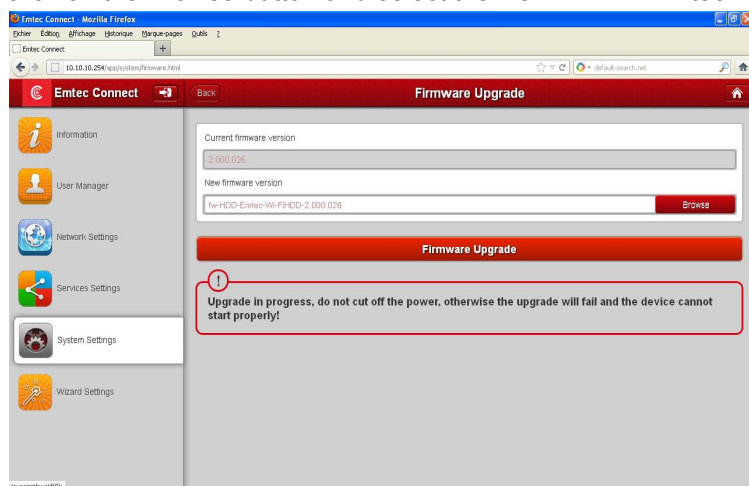 Emtec Connect - Mozilla Firefox
Fichier Édition Affichage Historique Marque-pages Outils ?
Emtec Connect +
10.10.10.254/app/system/firmware.html default-search.net
Emtec Connect Back Firmware Upgrade
Information
Current firmware version
2.000.026
User Manager
New firmware version
fw-HDD-Emtec-Wi-FiHDD-2.000.028 Browse
Network Settings
Firmware Upgrade
Services Settings
Upgrade in progress, do not cut off the power, otherwise the upgrade will fail and the device cannot
start properly!
System Settings
Wizard Settings